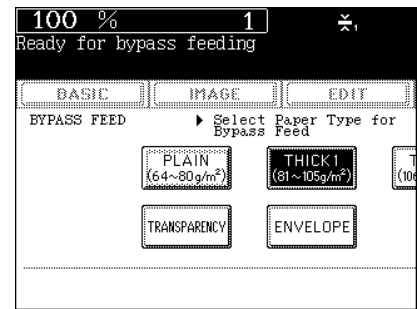 100 % 1
Ready for bypass feeding
BASIC IMAGE EDIT
BYPASS FEED ▶ Select Paper Type for
Bypass Feed
PLAIN THICK1 T
(64~80g/m²) (81~105g/m²) (106
TRANSPARENCY ENVELOPE